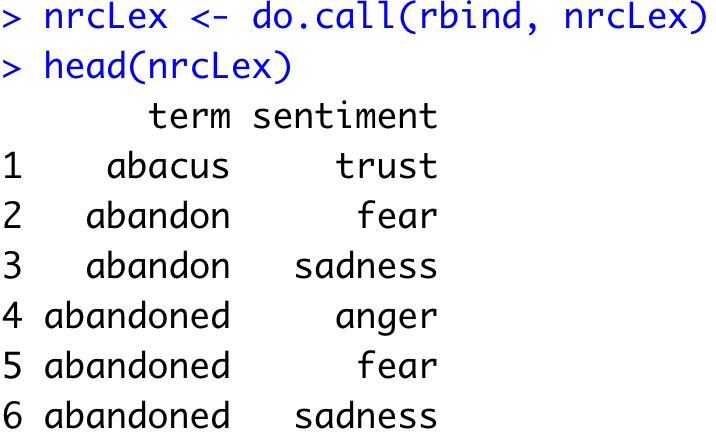 > nrcLex <- do.call(rbind, nrcLex)
> head(nrcLex)
term sentiment
1 abacus trust
2 abandon fear
3 abandon sadness
4 abandoned anger
5 abandoned fear
6 abandoned sadness